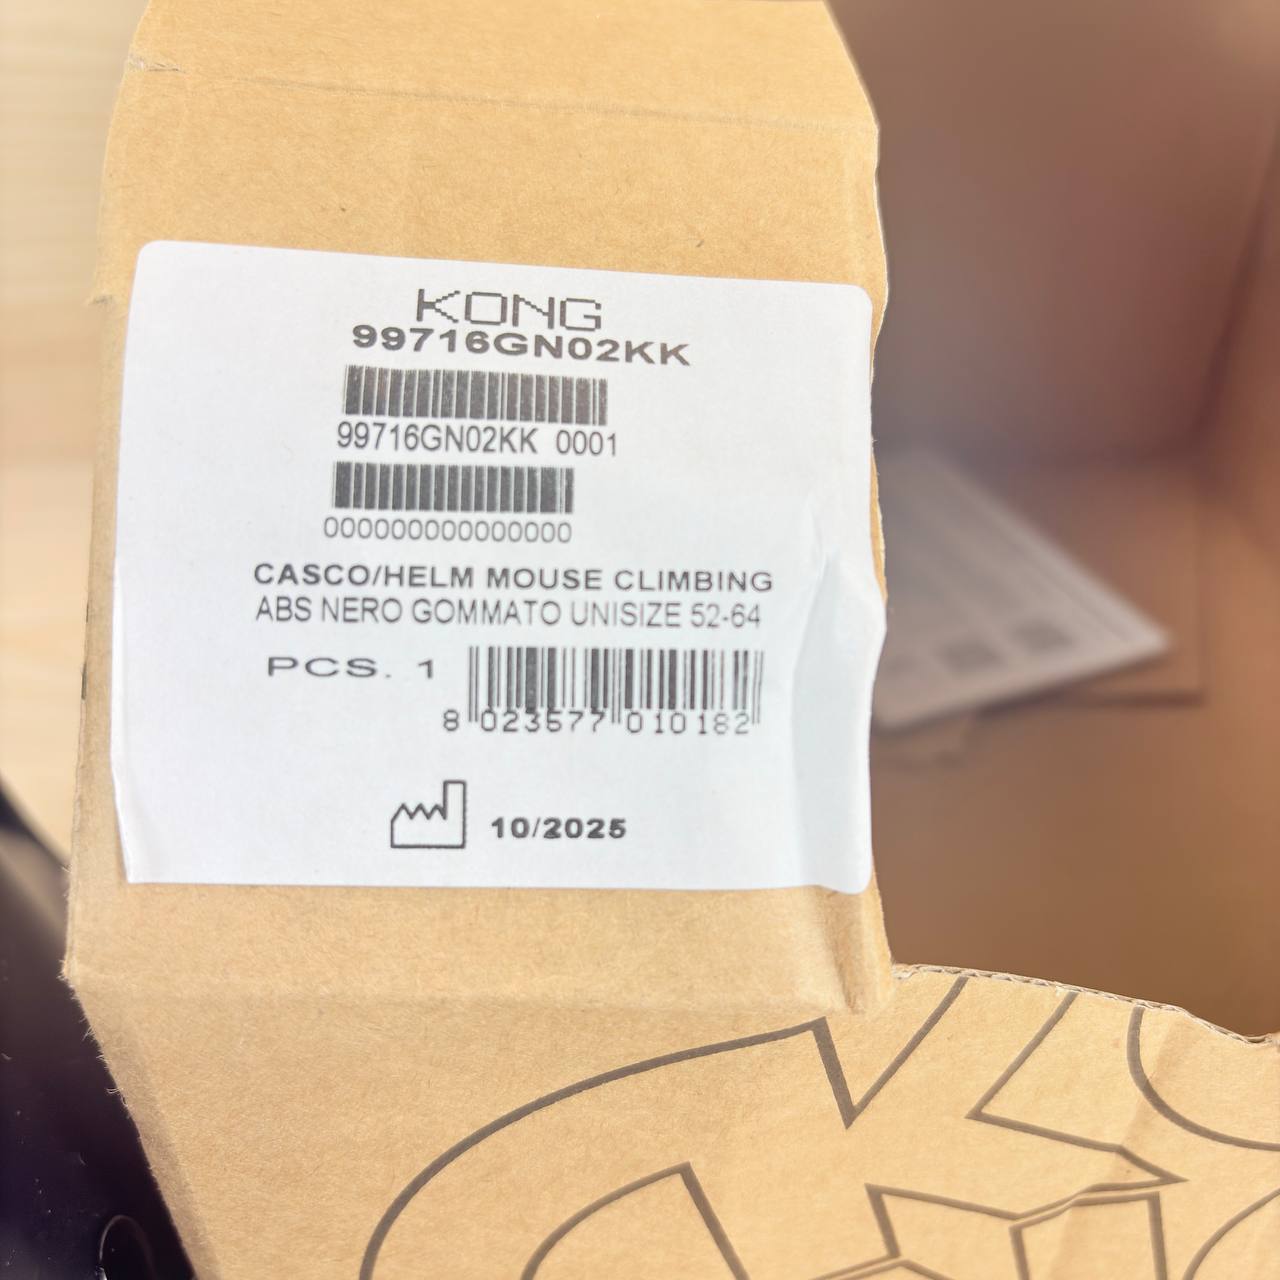 KONG
99716GN02KK
99716GN02KK 0001
000000000000000
CASCO/HELM MOUSE CLIMBING
ABS NERO GOMMATO UNISIZE 52-64
PCS. 1
8 023577 010182
10/2025